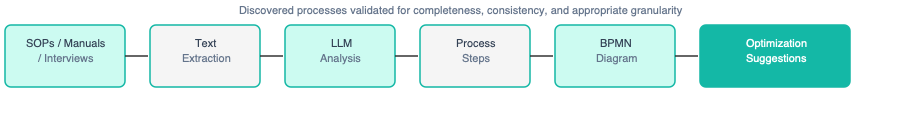 Discovered processes validated for completeness, consistency, and appropriate granularity
SOPs / Manuals
/ Interviews
Text
Extraction
LLM
Analysis
Process
Steps
BPMN
Diagram
Optimization
Suggestions